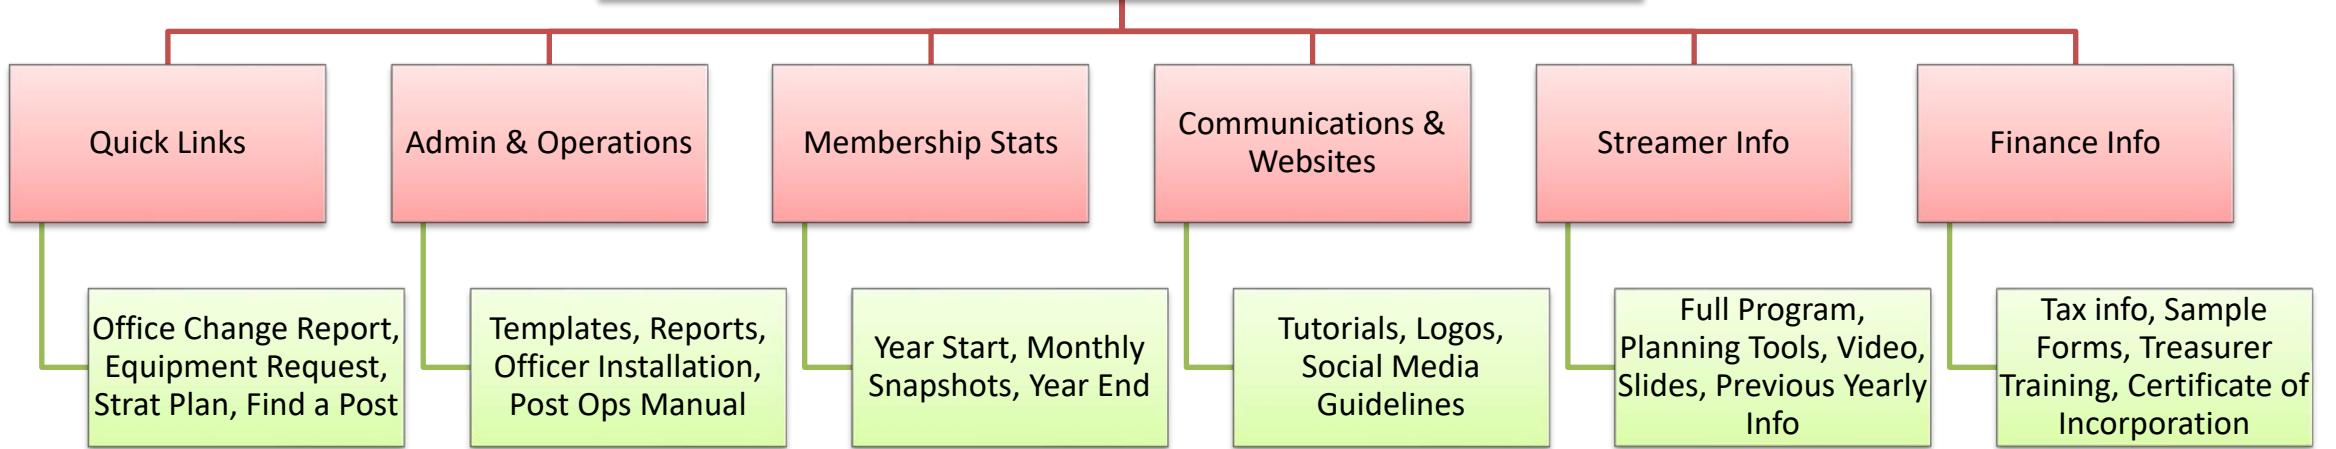 Quick Links
Admin & Operations
Membership Stats
Communications &
Websites
Streamer Info
Finance Info
Office Change Report,
Equipment Request,
Strat Plan, Find a Post
Templates, Reports,
Officer Installation,
Post Ops Manual
Year Start, Monthly
Snapshots, Year End
Tutorials, Logos,
Social Media
Guidelines
Full Program,
Planning Tools, Video,
Slides, Previous Yearly
Info
Tax info, Sample
Forms, Treasurer
Training, Certificate of
Incorporation